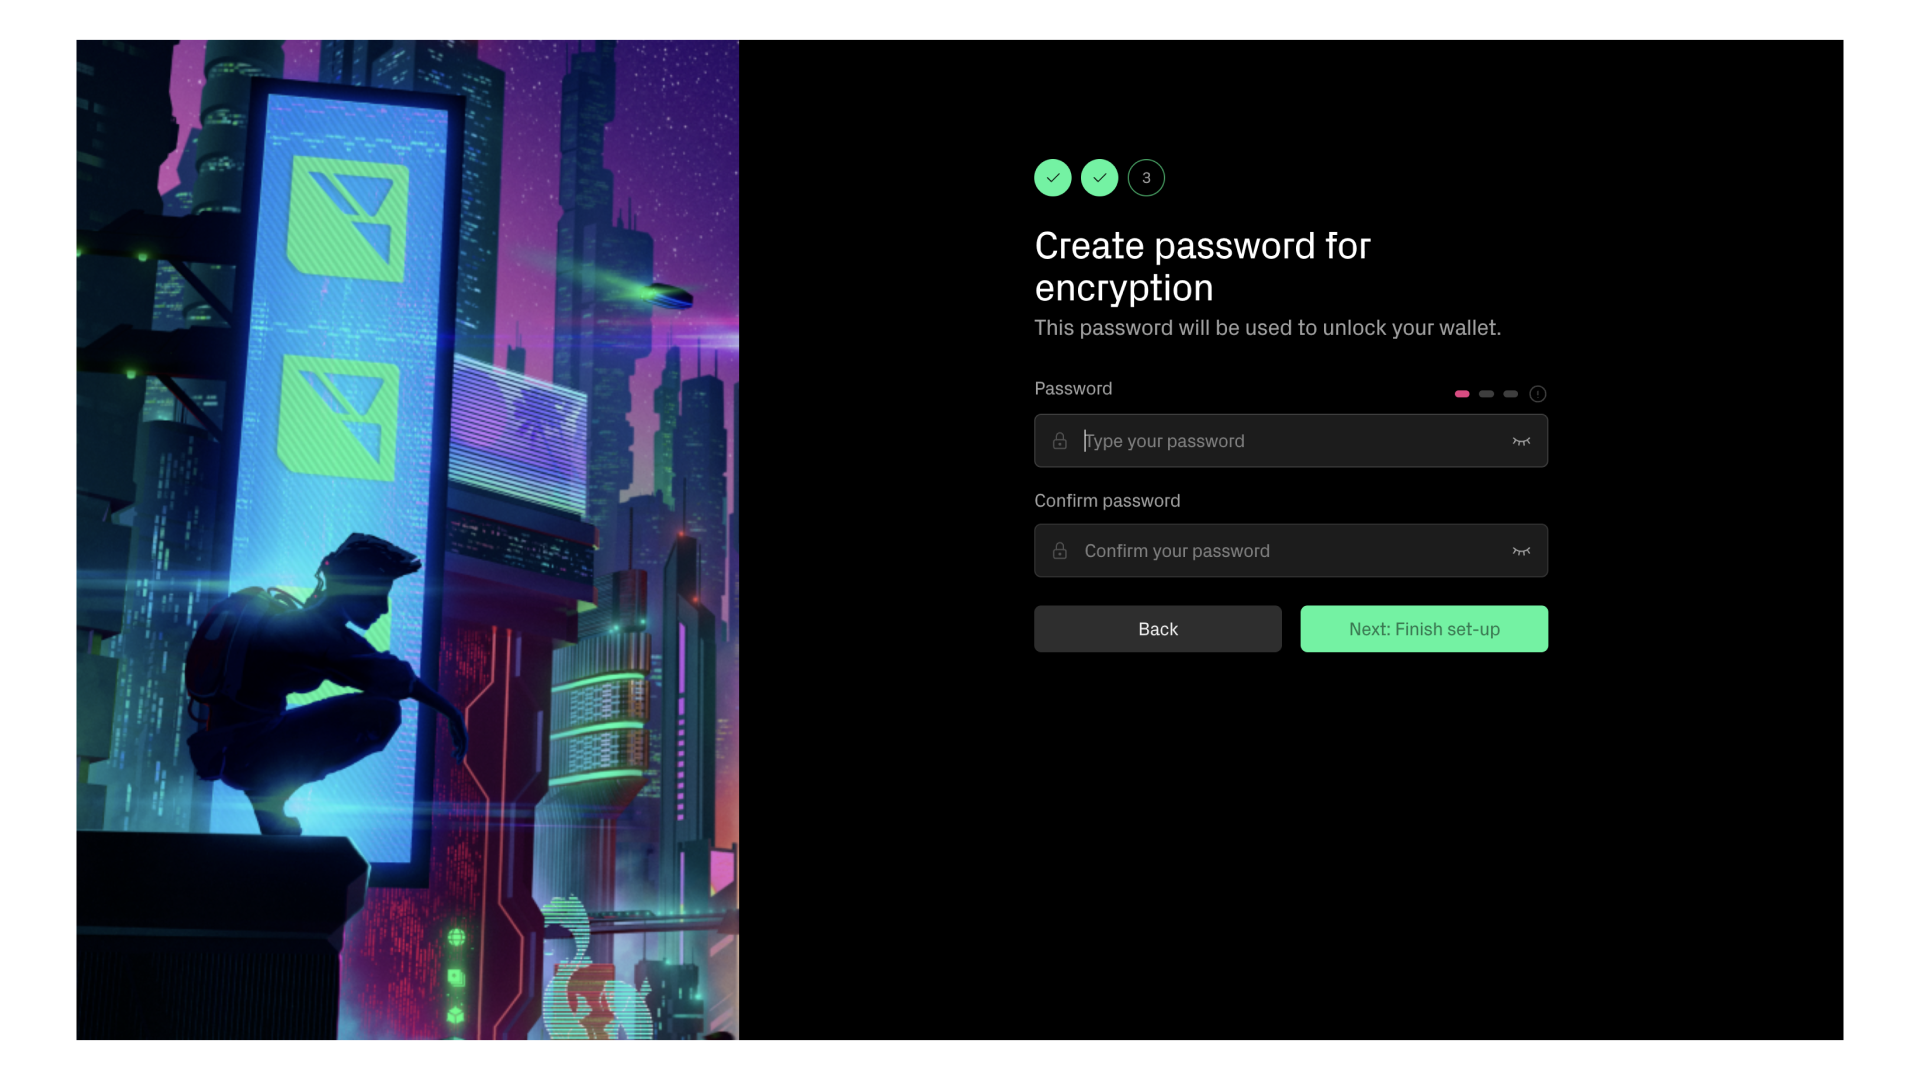 3
Create password for
encryption
This password will be used to unlock your wallet.
Password
Type your password
Confirm password
Confirm your password
Back
Next: Finish set-up